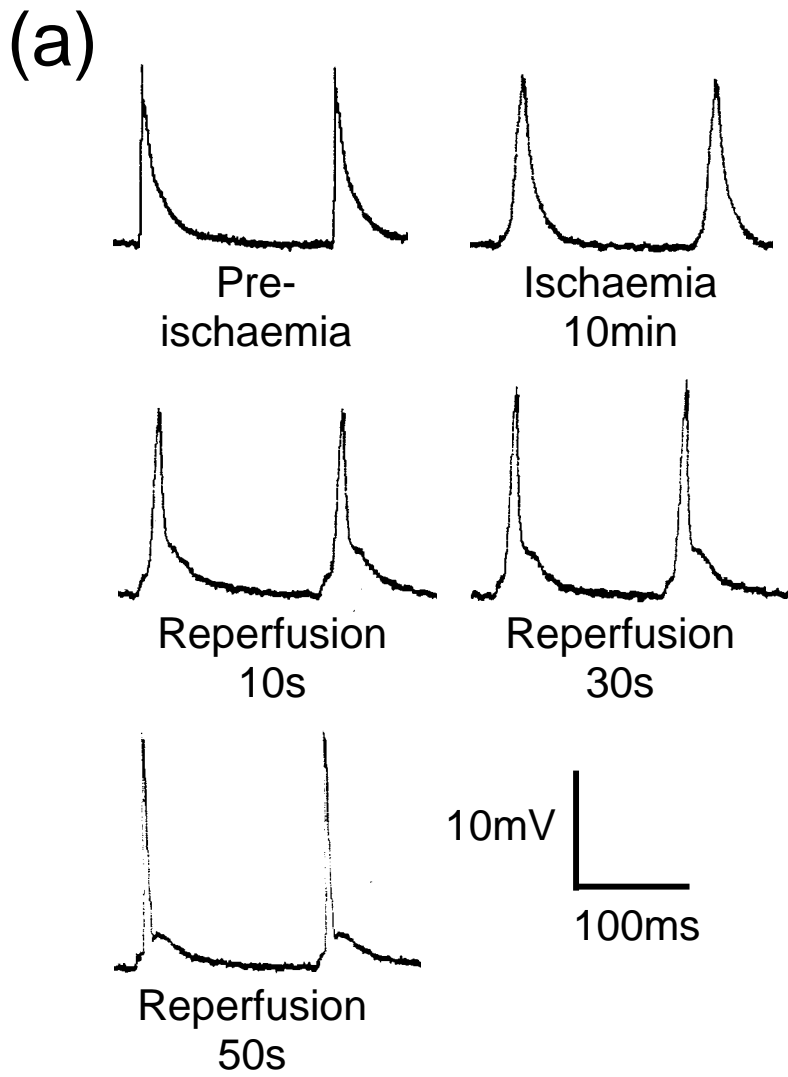 (a)
Pre-
ischaemia
Ischaemia
10min
Reperfusion
10s
Reperfusion
30s
10mV
100ms
Reperfusion
50s